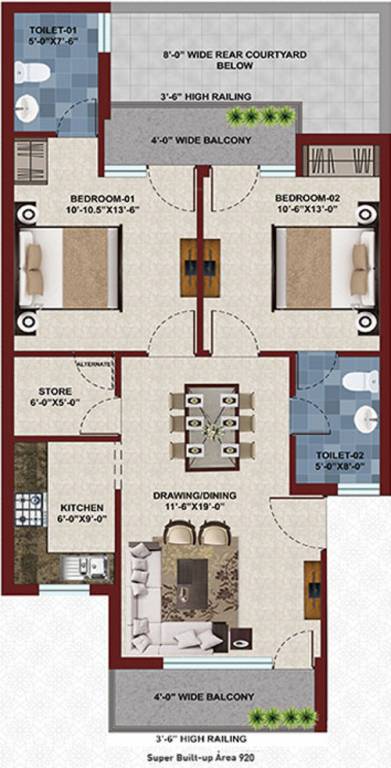 TOILET-01
5'-0"X7'-6"
8'-0" WIDE REAR COURTYARD
BELOW
3'-6" HIGH RAILING
4'-0" WIDE BALCONY
BEDROOM-01
10'-10.5"X13'-6"
BEDROOM-02
10'-6"X13'-0"
ALTERNATE
STORE
6'-0"X5'-0"
TOILET-02
5'-0"X8'-0"
KITCHEN
6'-0"X9'-0"
DRAWING/DINING
11'-6"X19'-0"
4'-0" WIDE BALCONY
3'-6" HIGH RAILING
Super Built-up Area 920